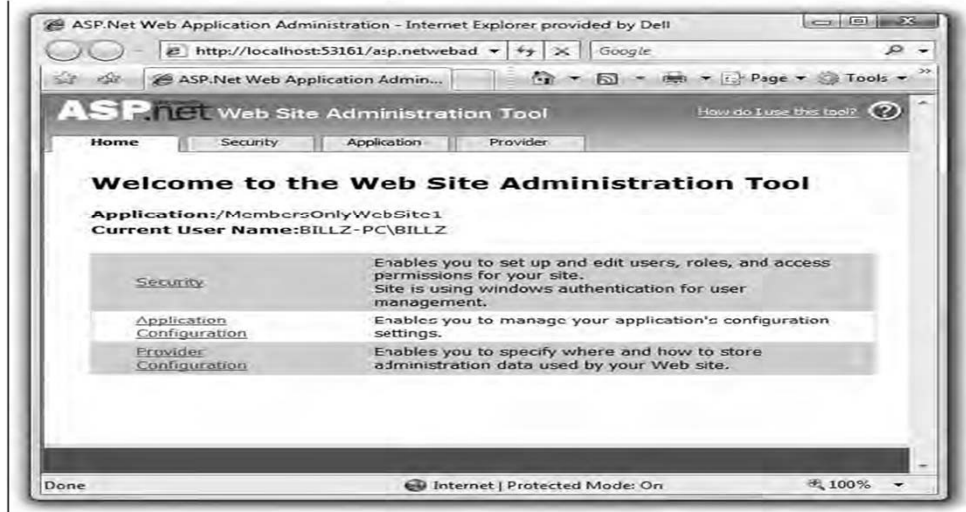 ASP.Net Web Application Administration - Internet Explorer provided by Dell
http://localhost:53161/asp.netwebad
Google
ASP.Net Web Application Admin...
Page
Tools
ASP.net Web Site Administration Tool
How do I use this tool?
Home Security Application Provider
Welcome to the Web Site Administration Tool
Application:/MembersOnlyWebSite1
Current User Name:BILLZ-PC\BILLZ
Security
Enables you to set up and edit users, roles, and access
permissions for your site.
Site is using windows authentication for user
management.
Application
Configuration
Enables you to manage your application's configuration
settings.
Provider
Configuration
Enables you to specify where and how to store
administration data used by your Web site.
Done
Internet | Protected Mode: On
100%